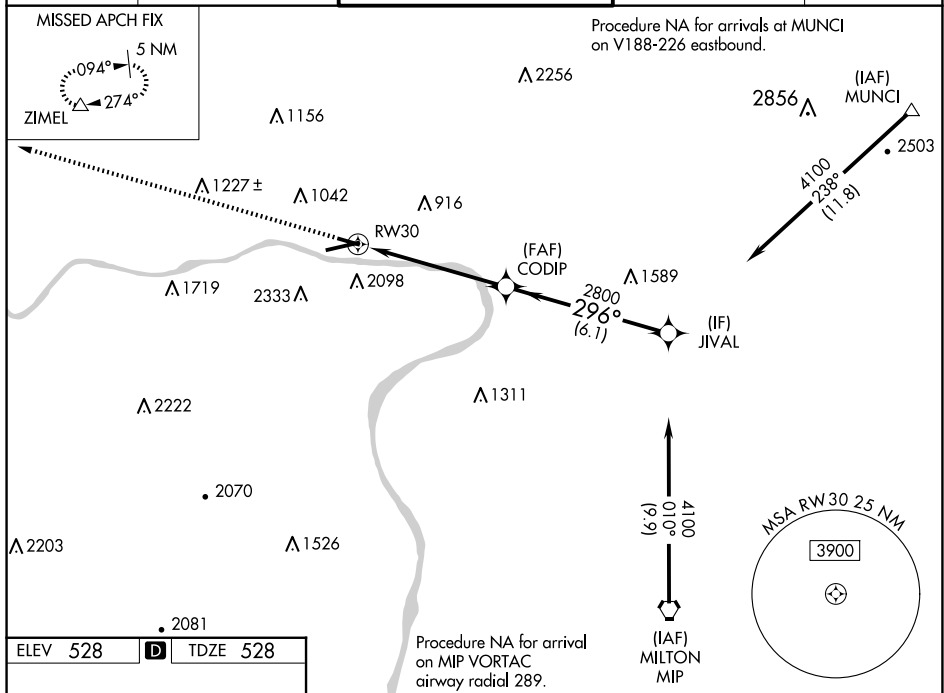 MISSED APCH FIX
5 NM
094°
274°
ZIMEL
Procedure NA for arrivals at MUNCI
on V188-226 eastbound.
2256
(IAF)
MUNCI
2856
1156
2503
4100
238°
(11.8)
1227 ±
1042
916
RW30
(FAF)
CODIP
1589
1719
2333
2098
2800
296°
(6.1)
(IF)
JIVAL
1311
2222
2070
4100
010°
(9.9)
MSA RW30 25 NM
3900
2203
1526
2081
(IAF)
MILTON
MIP
Procedure NA for arrival
on MIP VORTAC
airway radial 289.
ELEV 528 D TDZE 528